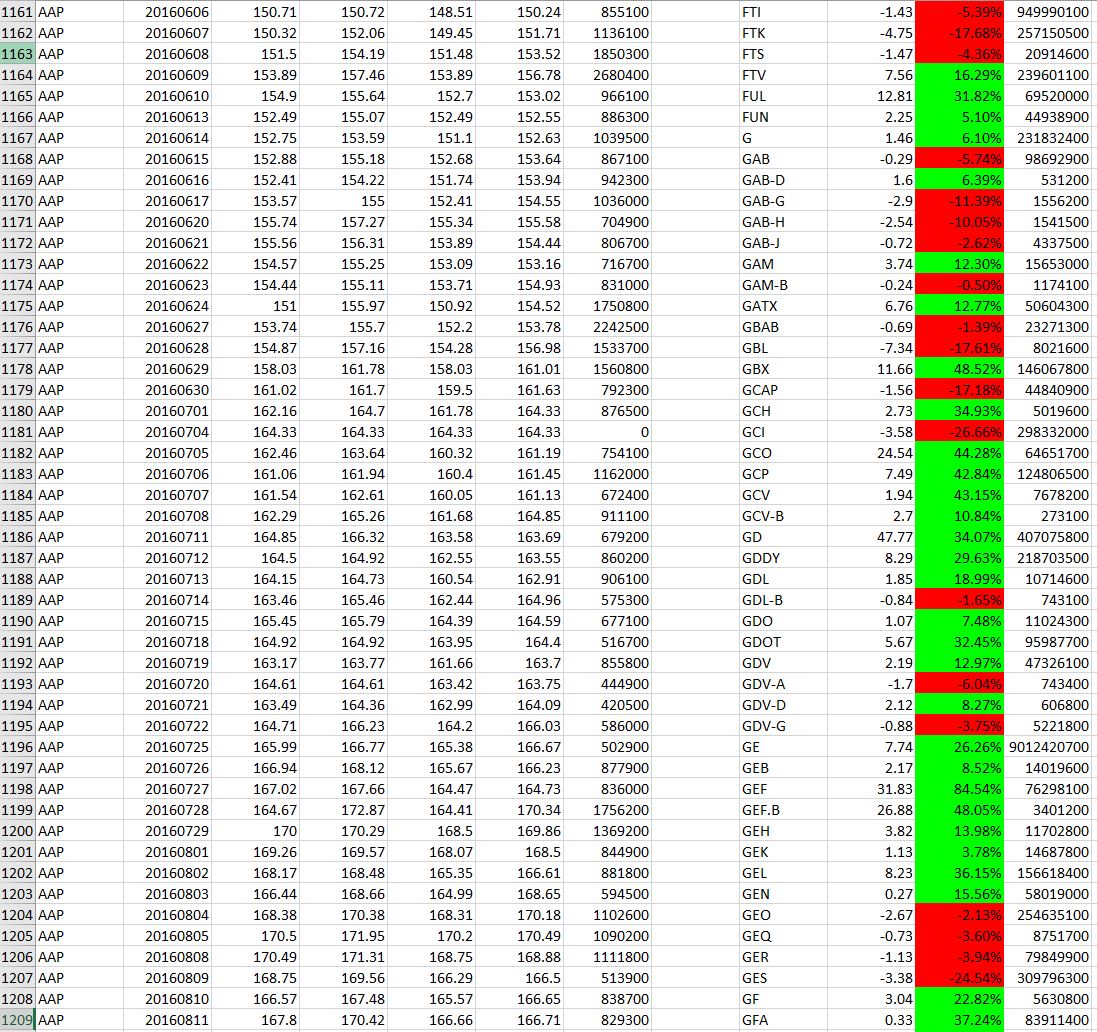 1161 AAP 20160606 150.71 150.72 148.51 150.24 855100 FTI -1.43 -5.39% 949990100
1162 AAP 20160607 150.32 152.06 149.45 151.71 1136100 FTK -4.75 -17.68% 257150500
1163 AAP 20160608 151.5 154.19 151.48 153.52 1850300 FTS -1.47 -4.36% 20914600
1164 AAP 20160609 153.89 157.46 153.89 156.78 2680400 FTV 7.56 16.29% 239601100
1165 AAP 20160610 154.9 155.64 152.7 153.02 966100 FUL 12.81 31.82% 69520000
1166 AAP 20160613 152.49 155.07 152.49 152.55 886300 FUN 2.25 5.10% 44938900
1167 AAP 20160614 152.75 153.59 151.1 152.63 1039500 G 1.46 6.10% 231832400
1168 AAP 20160615 152.88 155.18 152.68 153.64 867100 GAB -0.29 -5.74% 98692900
1169 AAP 20160616 152.41 154.22 151.74 153.94 942300 GAB-D 1.6 6.39% 531200
1170 AAP 20160617 153.57 155 152.41 154.55 1036000 GAB-G -2.9 -11.39% 1556200
1171 AAP 20160620 155.74 157.27 155.34 155.58 704900 GAB-H -2.54 -10.05% 1541500
1172 AAP 20160621 155.56 156.31 153.89 154.44 806700 GAB-J -0.72 -2.62% 4337500
1173 AAP 20160622 154.57 155.25 153.09 153.16 716700 GAM 3.74 12.30% 15653000
1174 AAP 20160623 154.44 155.11 153.71 154.93 831000 GAM-B -0.24 -0.50% 1174100
1175 AAP 20160624 151 155.97 150.92 154.52 1750800 GATX 6.76 12.77% 50604300
1176 AAP 20160627 153.74 155.7 152.2 153.78 2242500 GBAB -0.69 -1.39% 23271300
1177 AAP 20160628 154.87 157.16 154.28 156.98 1533700 GBL -7.34 -17.61% 8021600
1178 AAP 20160629 158.03 161.78 158.03 161.01 1560800 GBX 11.66 48.52% 146067800
1179 AAP 20160630 161.02 161.7 159.5 161.63 792300 GCAP -1.56 -17.18% 44840900
1180 AAP 20160701 162.16 164.7 161.78 164.33 876500 GCH 2.73 34.93% 5019600
1181 AAP 20160704 164.33 164.33 164.33 164.33 0 GCI -3.58 -26.66% 298332000
1182 AAP 20160705 162.46 163.64 160.32 161.19 754100 GCO 24.54 44.28% 64651700
1183 AAP 20160706 161.06 161.94 160.4 161.45 1162000 GCP 7.49 42.84% 124806500
1184 AAP 20160707 161.54 162.61 160.05 161.13 672400 GCV 1.94 43.15% 7678200
1185 AAP 20160708 162.29 165.26 161.68 164.85 911100 GCV-B 2.7 10.84% 273100
1186 AAP 20160711 164.85 166.32 163.58 163.69 679200 GD 47.77 34.07% 407075800
1187 AAP 20160712 164.5 164.92 162.55 163.55 860200 GDDY 8.29 29.63% 218703500
1188 AAP 20160713 164.15 164.73 160.54 162.91 906100 GDL 1.85 18.99% 10714600
1189 AAP 20160714 163.46 165.46 162.44 164.96 575300 GDL-B -0.84 -1.65% 743100
1190 AAP 20160715 165.45 165.79 164.39 164.59 677100 GDO 1.07 7.48% 11024300
1191 AAP 20160718 164.92 164.92 163.95 164.4 516700 GDOT 5.67 32.45% 95987700
1192 AAP 20160719 163.17 163.77 161.66 163.7 855800 GDV 2.19 12.97% 47326100
1193 AAP 20160720 164.61 164.61 163.42 163.75 444900 GDV-A -1.7 -6.04% 743400
1194 AAP 20160721 163.49 164.36 162.99 164.09 420500 GDV-D 2.12 8.27% 606800
1195 AAP 20160722 164.71 166.23 164.2 166.03 586000 GDV-G -0.88 -3.75% 5221800
1196 AAP 20160725 165.99 166.77 165.38 166.67 502900 GE 7.74 26.26% 9012420700
1197 AAP 20160726 166.94 168.12 165.67 166.23 877900 GEB 2.17 8.52% 14019600
1198 AAP 20160727 167.02 167.66 164.47 164.73 836000 GEF 31.83 84.54% 76298100
1199 AAP 20160728 164.67 172.87 164.41 170.34 1756200 GEF.B 26.88 48.05% 3401200
1200 AAP 20160729 170 170.29 168.5 169.86 1369200 GEH 3.82 13.98% 11702800
1201 AAP 20160801 169.26 169.57 168.07 168.5 844900 GEK 1.13 3.78% 14687800
1202 AAP 20160802 168.17 168.48 165.35 166.61 881800 GEL 8.23 36.15% 156618400
1203 AAP 20160803 166.44 168.66 164.99 168.65 594500 GEN 0.27 15.56% 58019000
1204 AAP 20160804 168.38 170.38 168.31 170.18 1102600 GEO -2.67 -2.13% 254635100
1205 AAP 20160805 170.5 171.95 170.2 170.49 1090200 GEQ -0.73 -3.60% 8751700
1206 AAP 20160808 170.49 171.31 168.75 168.88 1111800 GER -1.13 -3.94% 79849900
1207 AAP 20160809 168.75 169.56 166.29 166.5 513900 GES -3.38 -24.54% 309796300
1208 AAP 20160810 166.57 167.48 165.57 166.65 838700 GF 3.04 22.82% 5630800
1209 AAP 20160811 167.8 170.42 166.66 166.71 829300 GFA 0.33 37.24% 83911400